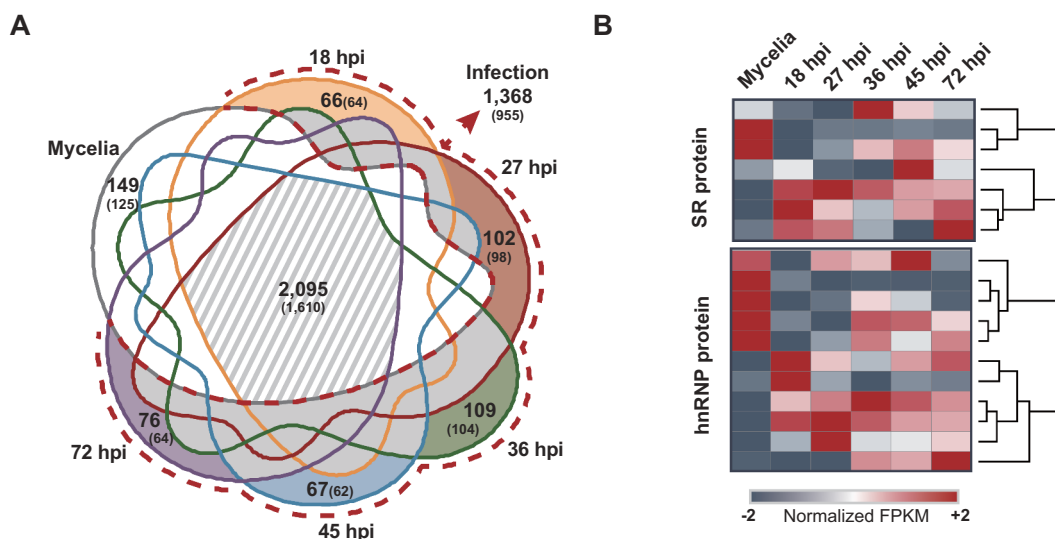 A
18 hpi
Infection
1,368
(955)
66(64)
Mycelia
27 hpi
149
(125)
102
(98)
2,095
(1,610)
109
(104)
76
(64)
72 hpi
36 hpi
67(62)
45 hpi
B
Mycelia
18 hpi
27 hpi
36 hpi
45 hpi
72 hpi
SR protein
hnRNP protein
-2 Normalized FPKM +2